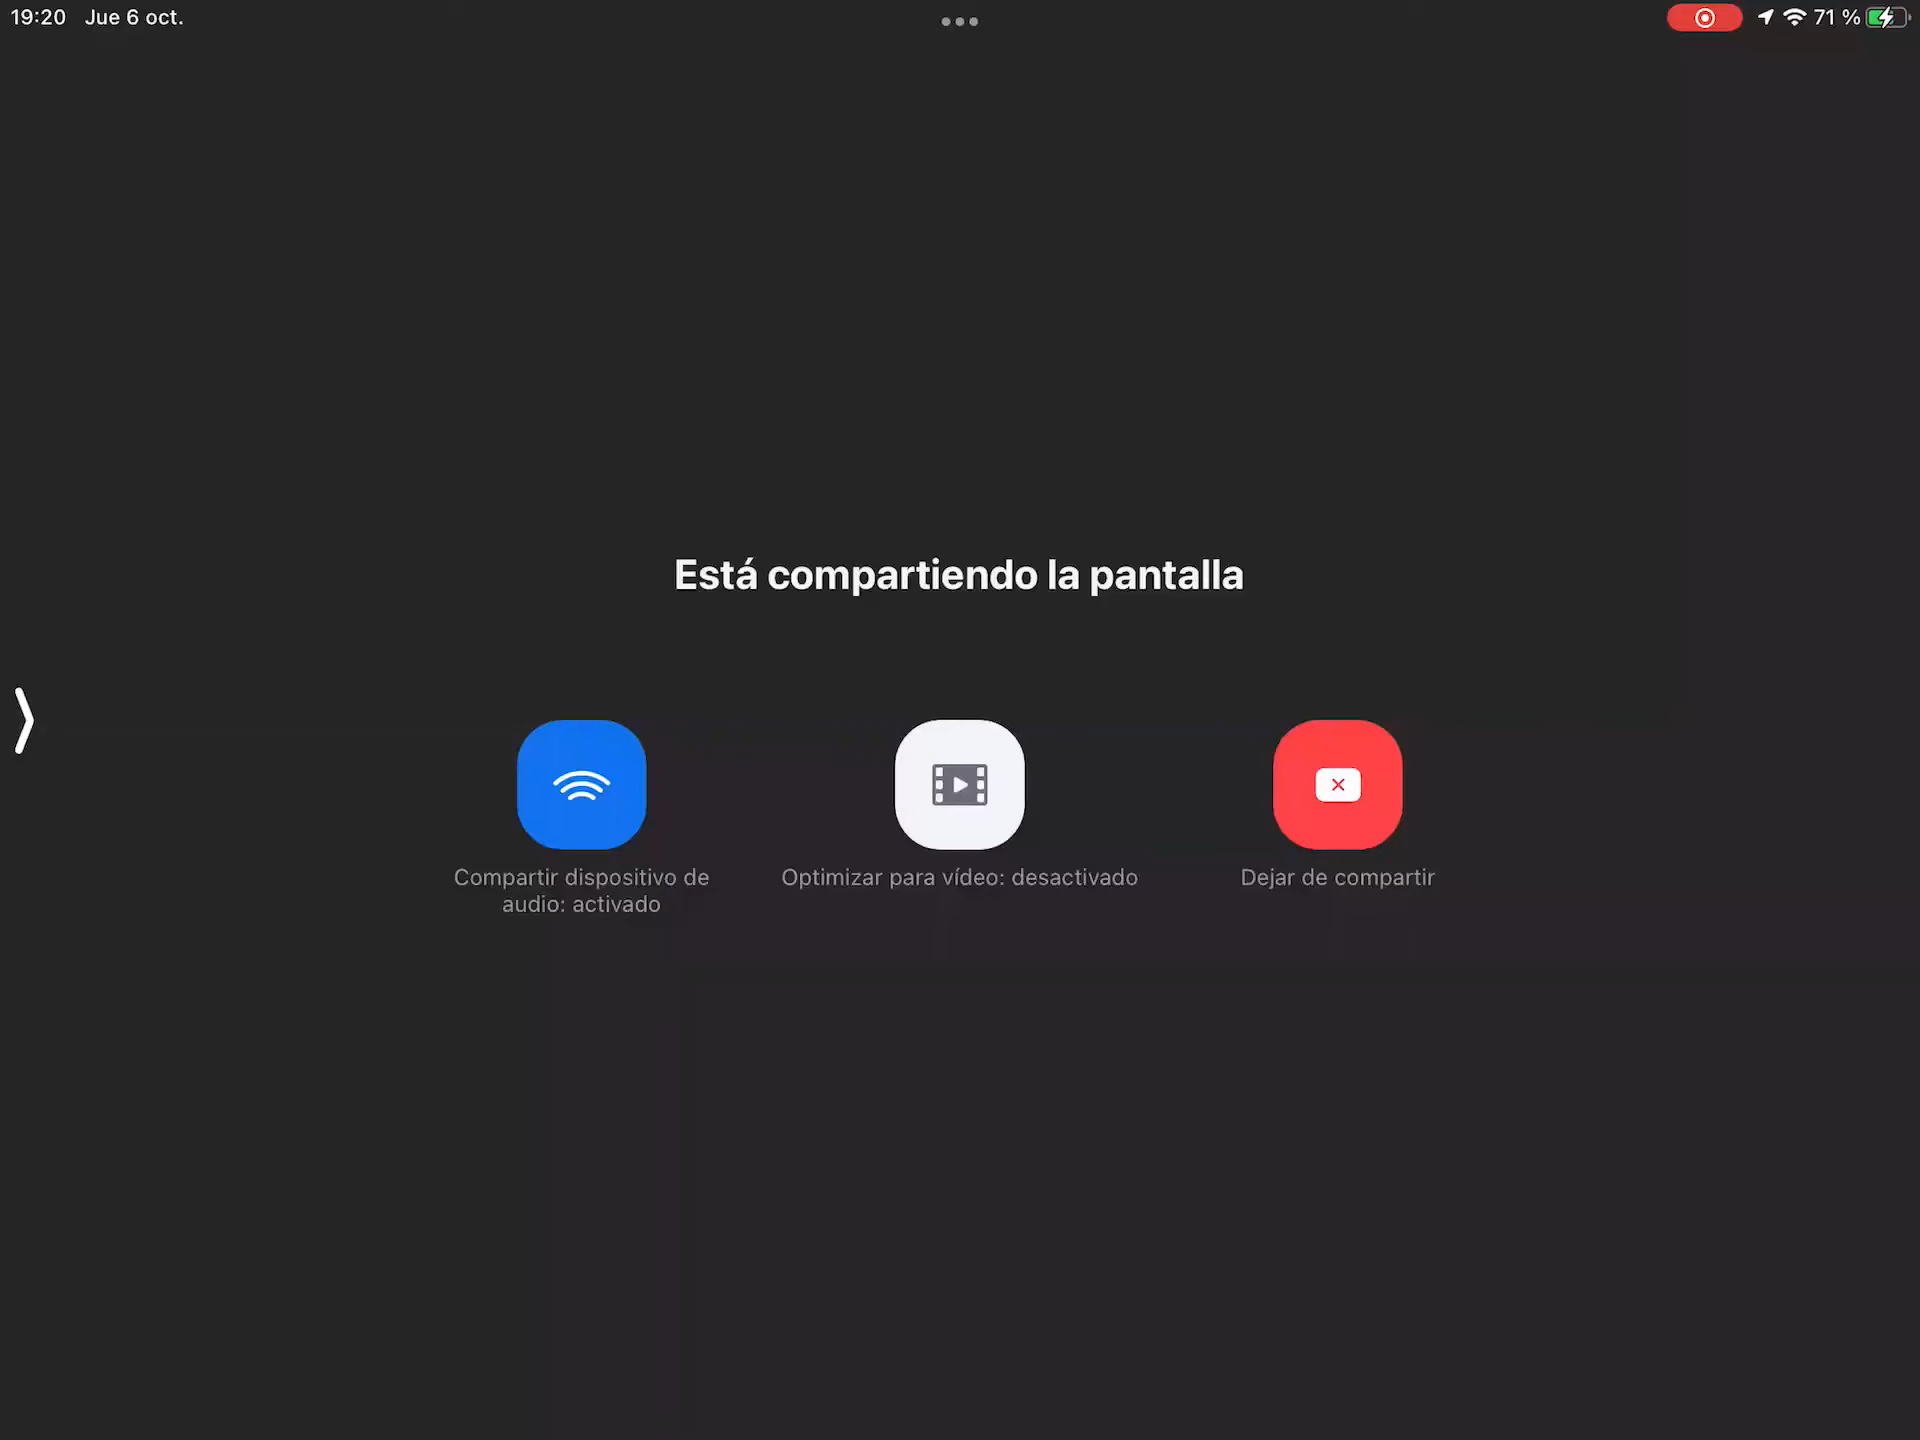 19:20 Jue 6 oct.
71 %
Está compartiendo la pantalla
Compartir dispositivo de
audio: activado
Optimizar para vídeo: desactivado
Dejar de compartir